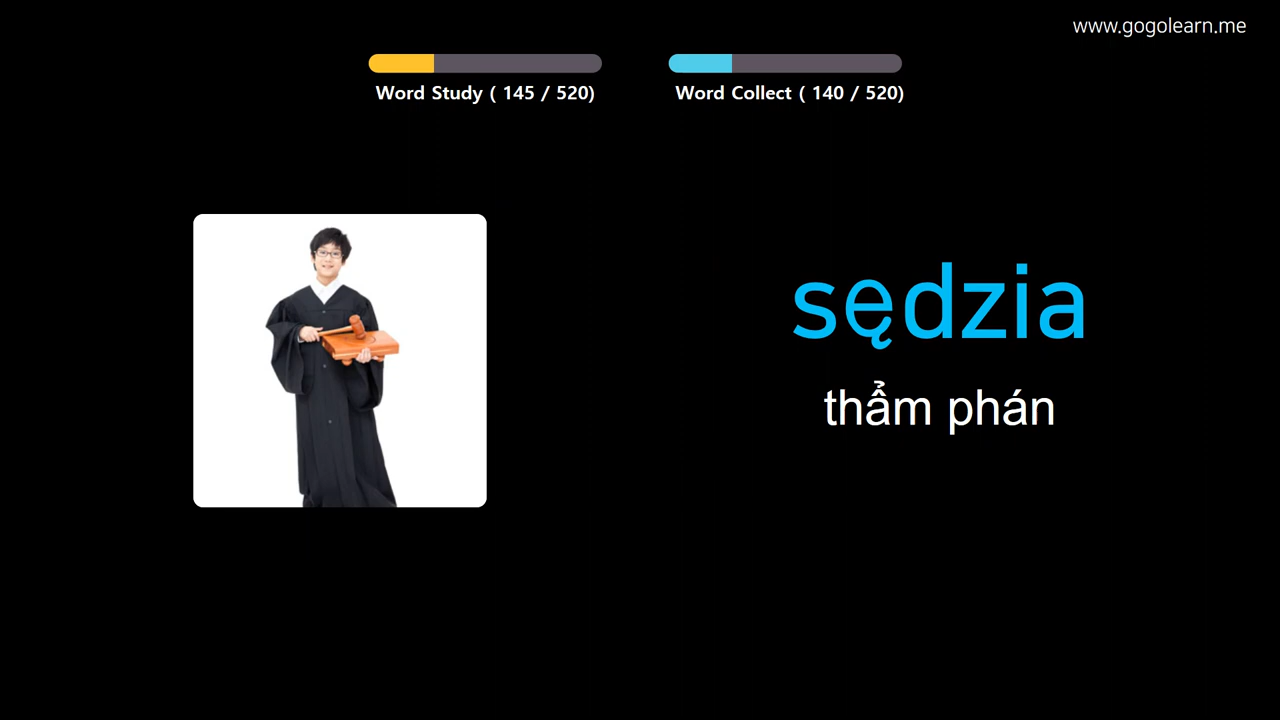 www.gogolearn.me
Word Study ( 145 / 520)
Word Collect ( 140 / 520)
sędzia
thẩm phán